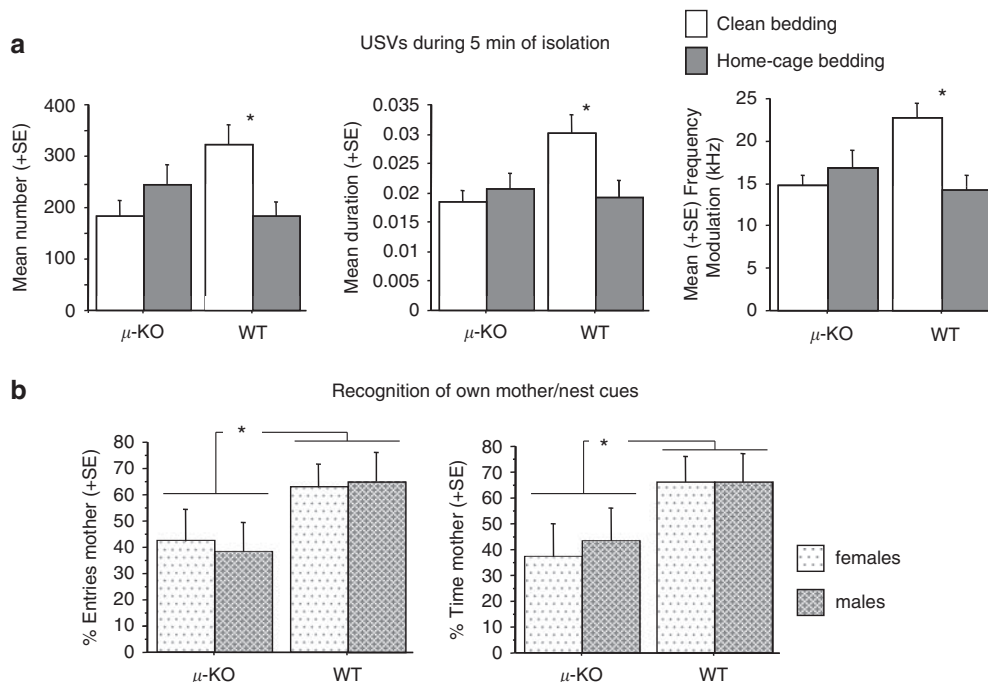 a
USVs during 5 min of isolation
Clean bedding
Home-cage bedding
Mean number (+SE)
400
300
200
100
0
*
μ-KO
WT
Mean duration (+SE)
0.035
0.03
0.025
0.02
0.015
0.01
0.005
0
*
μ-KO
WT
Mean (+SE) Frequency
Modulation (kHz)
25
20
15
10
5
0
*
μ-KO
WT
b
Recognition of own mother/nest cues
% Entries mother (+SE)
80
70
60
50
40
30
20
10
0
*
μ-KO
WT
% Time mother (+SE)
80
70
60
50
40
30
20
10
0
*
μ-KO
WT
females
males